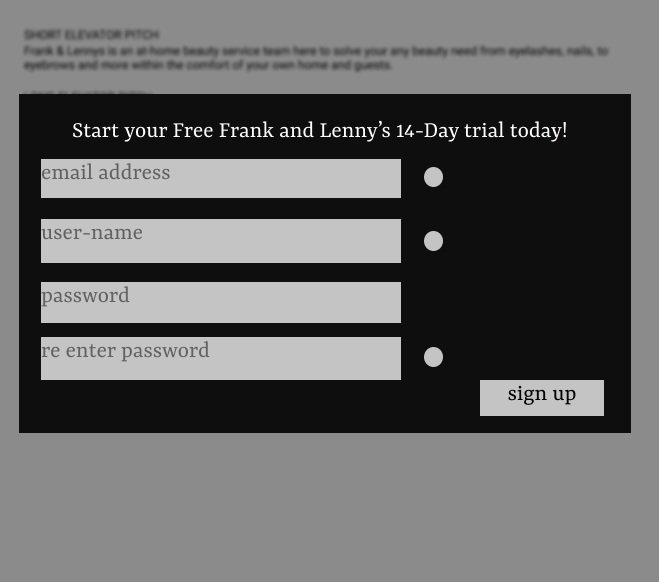 SHORT ELEVATOR PITCH
Frank & Lennys is an at-home beauty service team here to solve your any beauty need from eyelashes, nails, to
eyebrows and more within the comfort of your own home and guests.
Start your Free Frank and Lenny’s 14-Day trial today!
email address
user-name
password
re enter password
sign up